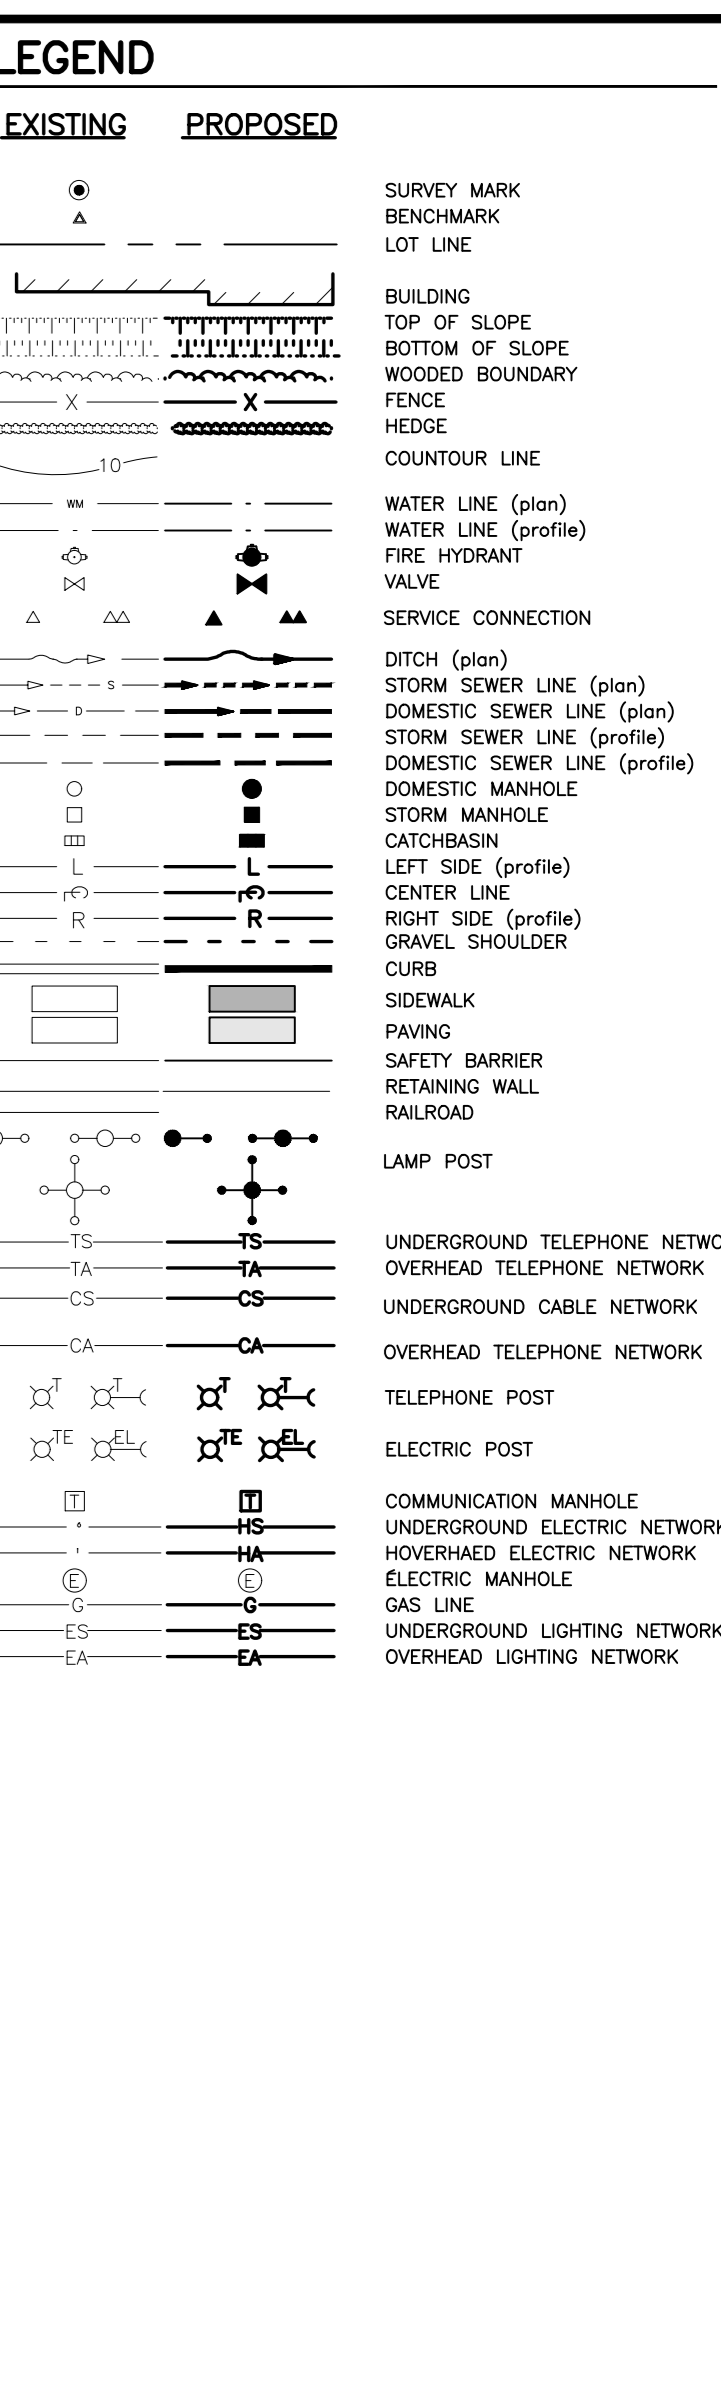 LEGEND
EXISTING PROPOSED
SURVEY MARK
BENCHMARK
LOT LINE
BUILDING
TOP OF SLOPE
BOTTOM OF SLOPE
WOODED BOUNDARY
X X FENCE
HEDGE
10 COUNTOUR LINE
WM WATER LINE (plan)
WATER LINE (profile)
FIRE HYDRANT
VALVE
SERVICE CONNECTION
DITCH (plan)
S STORM SEWER LINE (plan)
D DOMESTIC SEWER LINE (plan)
STORM SEWER LINE (profile)
DOMESTIC SEWER LINE (profile)
DOMESTIC MANHOLE
STORM MANHOLE
CATCHBASIN
L L LEFT SIDE (profile)
CENTER LINE
R R RIGHT SIDE (profile)
GRAVEL SHOULDER
CURB
SIDEWALK
PAVING
SAFETY BARRIER
RETAINING WALL
RAILROAD
LAMP POST
TS TS UNDERGROUND TELEPHONE NETWO
TA TA OVERHEAD TELEPHONE NETWORK
CS CS UNDERGROUND CABLE NETWORK
CA CA OVERHEAD TELEPHONE NETWORK
T T T T TELEPHONE POST
TE EL TE EL ELECTRIC POST
T T COMMUNICATION MANHOLE
HS UNDERGROUND ELECTRIC NETWORK
HA HOVERHAED ELECTRIC NETWORK
E E ÉLECTRIC MANHOLE
G G GAS LINE
ES ES UNDERGROUND LIGHTING NETWORK
EA EA OVERHEAD LIGHTING NETWORK